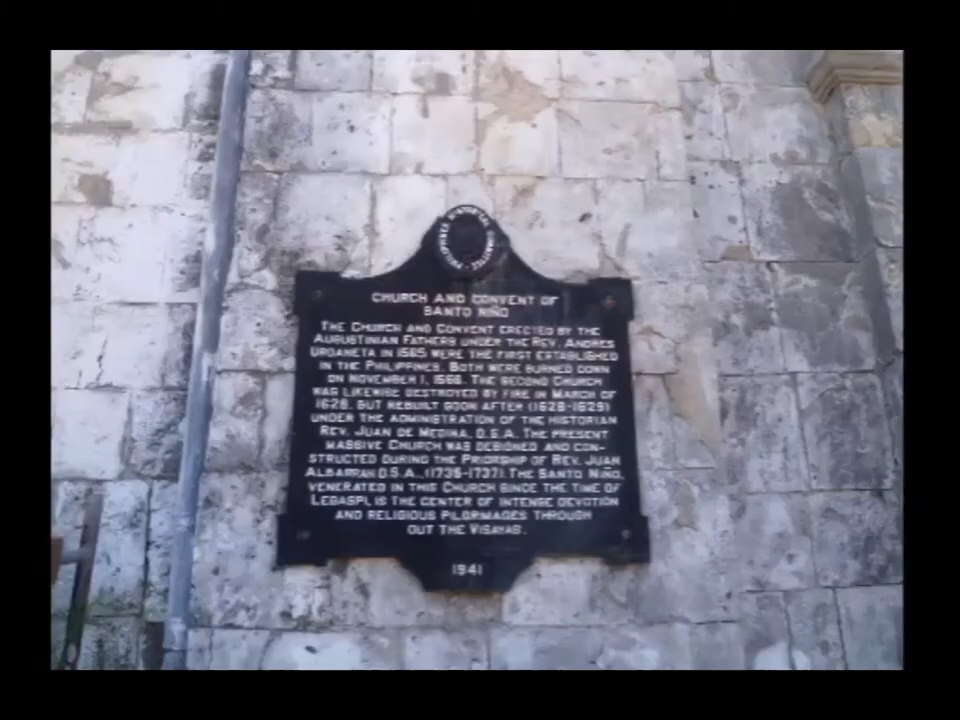 PHILIPPINES HISTORICAL COMMITTEE
CHURCH AND CONVENT OF
SANTO NIÑO
THE CHURCH AND CONVENT ERECTED BY THE
AUGUSTINIAN FATHERS UNDER THE REV. ANDRES
URDANETA IN 1565 WERE THE FIRST ESTABLISHED
IN THE PHILIPPINES. BOTH WERE BURNED DOWN
ON NOVEMBER 1, 1566. THE SECOND CHURCH
WAS LIKEWISE DESTROYED BY FIRE IN MARCH OF
1628, BUT REBUILT SOON AFTER (1628-1629)
UNDER THE ADMINISTRATION OF THE HISTORIAN
REV. JUAN DE MEDINA, O.S.A. THE PRESENT
MASSIVE CHURCH WAS DESIGNED AND CON-
STRUCTED DURING THE PRIORSHIP OF REV. JUAN
ALBARRAN O.S.A., (1735-1737). THE SANTO NIÑO,
VENERATED IN THIS CHURCH SINCE THE TIME OF
LEGASPI, IS THE CENTER OF INTENSE DEVOTION
AND RELIGIOUS PILGRIMAGES THROUGH
OUT THE VISAYAS.
1941